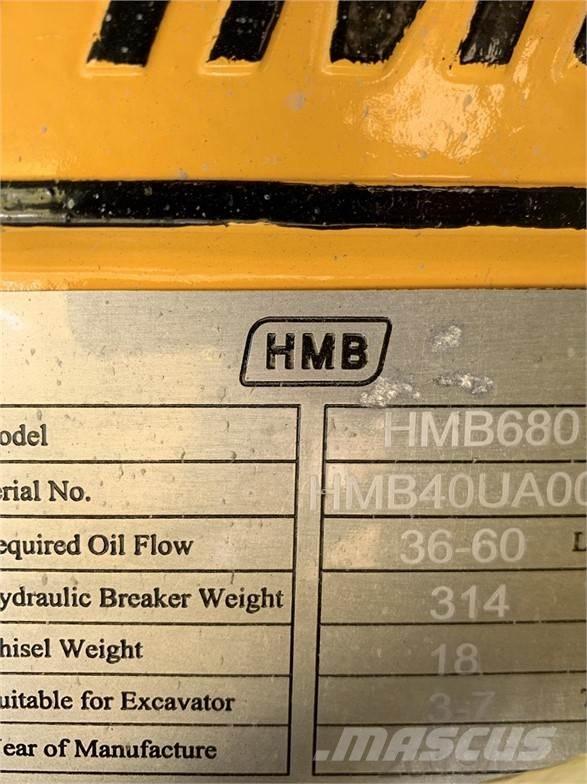 HMB
odel HMB680
erial No. HMB40UA00
equired Oil Flow 36-60 L
ydraulic Breaker Weight 314
hisel Weight 18
uitable for Excavator 3-7
ear of Manufacture
MASCUS